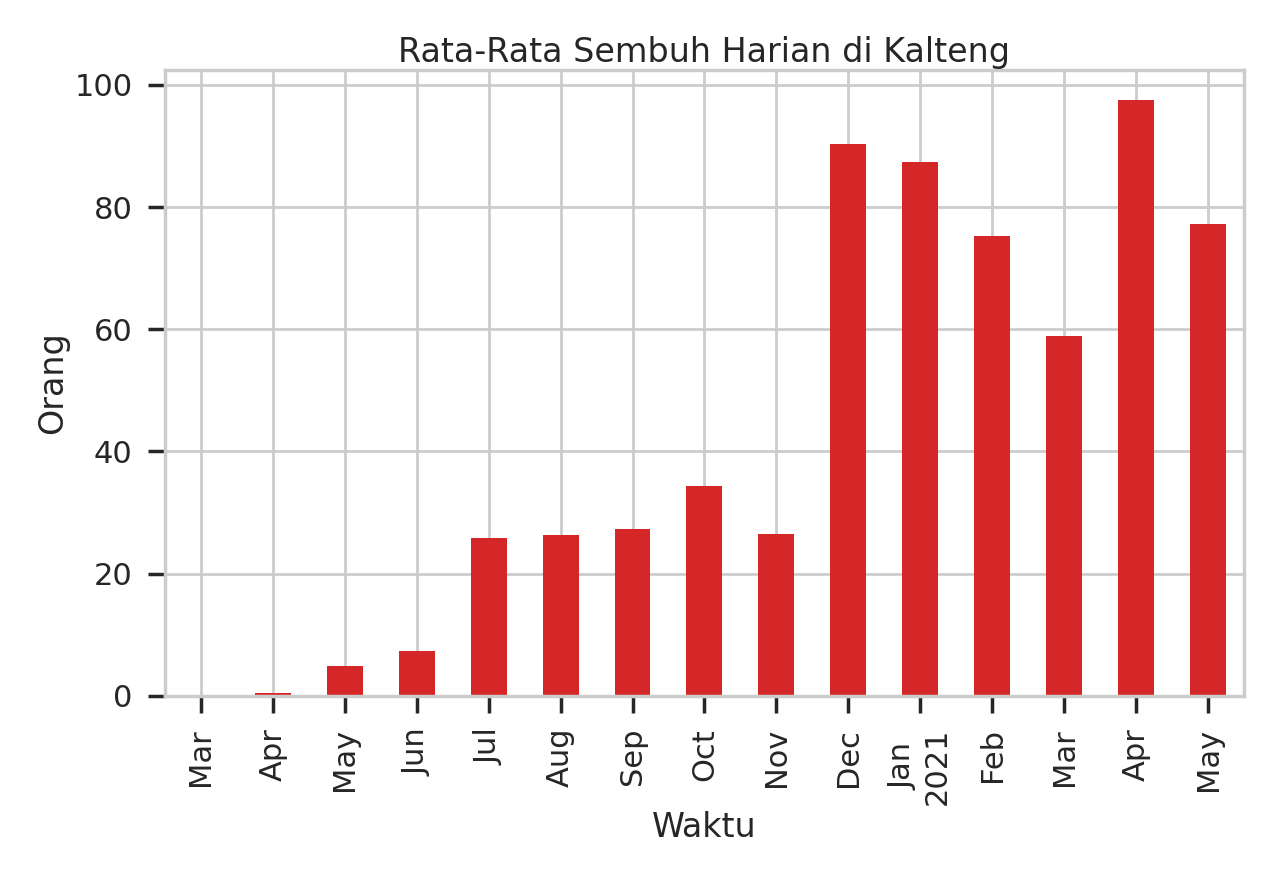 Rata-Rata Sembuh Harian di Kalteng
100
80
60
40
20
0
Orang
Mar
Apr
May
Jun
Jul
Aug
Sep
Oct
Nov
Dec
Jan
2021
Feb
Mar
Apr
May
Waktu